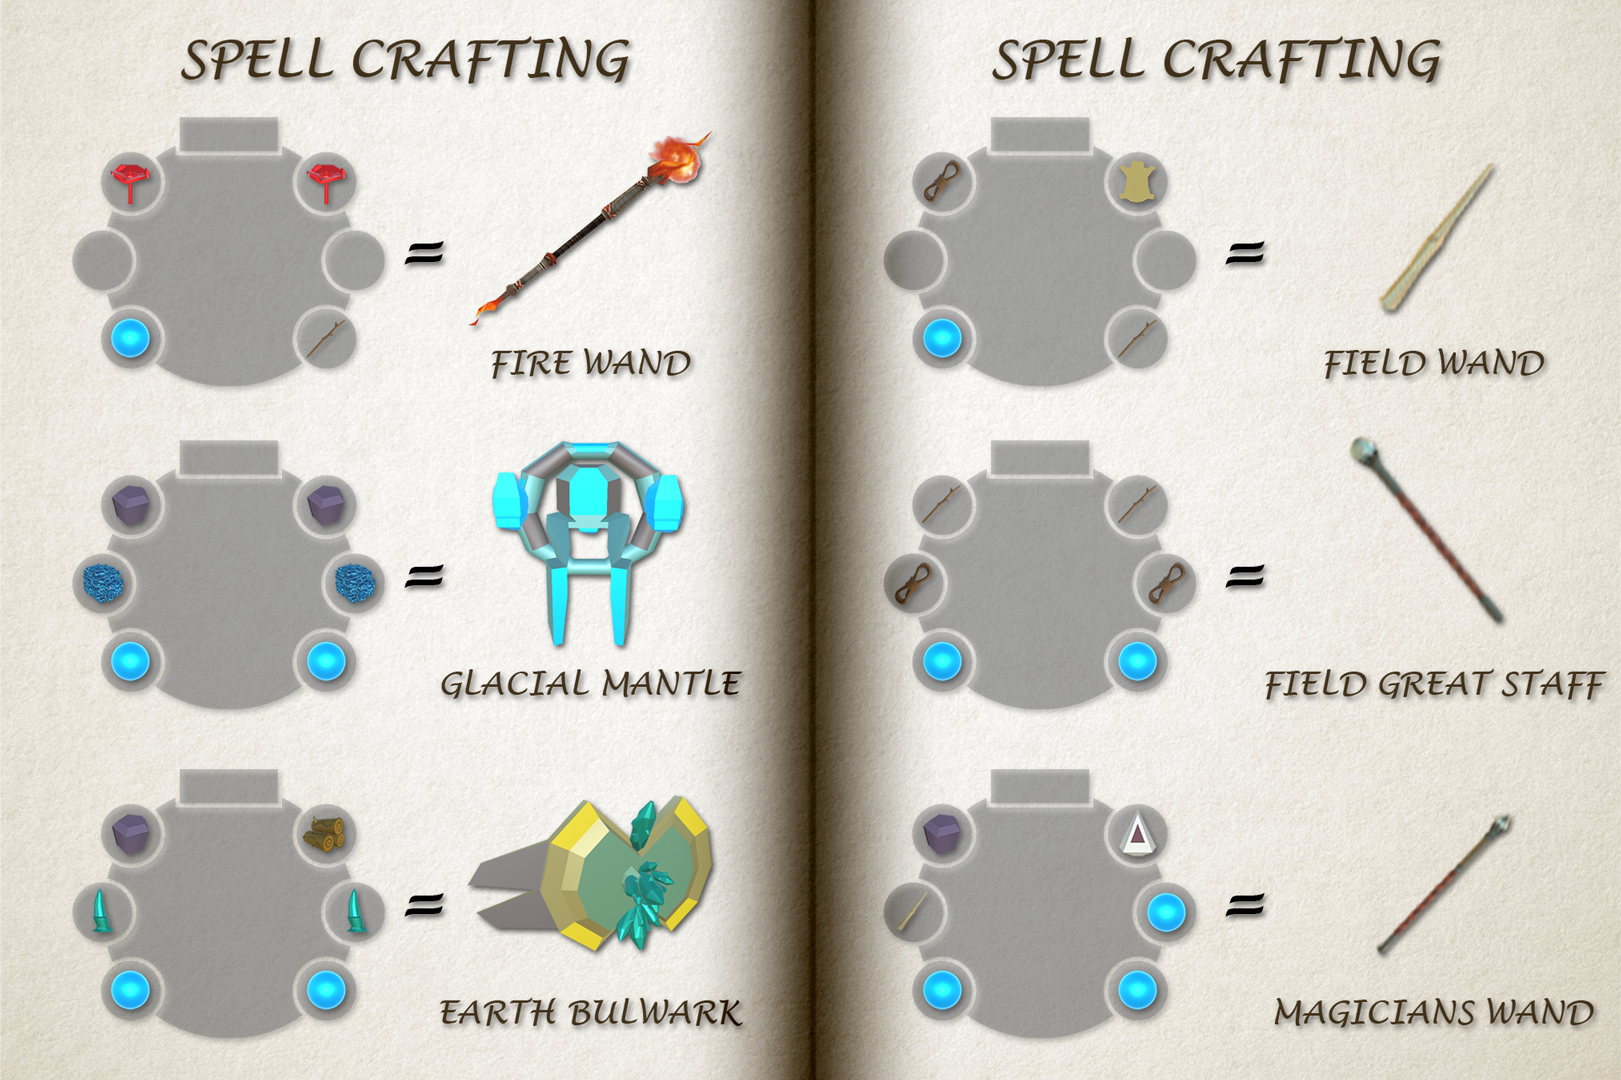 SPELL CRAFTING
FIRE WAND
GLACIAL MANTLE
EARTH BULWARK
SPELL CRAFTING
FIELD WAND
FIELD GREAT STAFF
MAGICIANS WAND